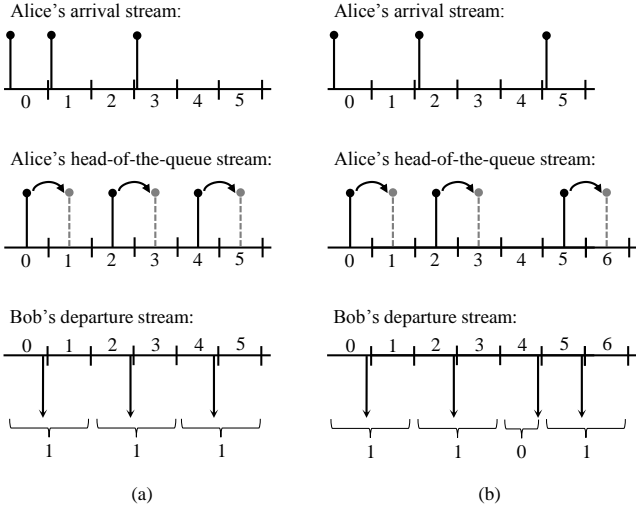 Alice's arrival stream:
0 1 2 3 4 5
Alice's head-of-the-queue stream:
0 1 2 3 4 5
Bob's departure stream:
0 1 2 3 4 5
1 1 1
(a)
Alice's arrival stream:
0 1 2 3 4 5
Alice's head-of-the-queue stream:
0 1 2 3 4 5 6
Bob's departure stream:
0 1 2 3 4 5 6
1 1 0 1
(b)